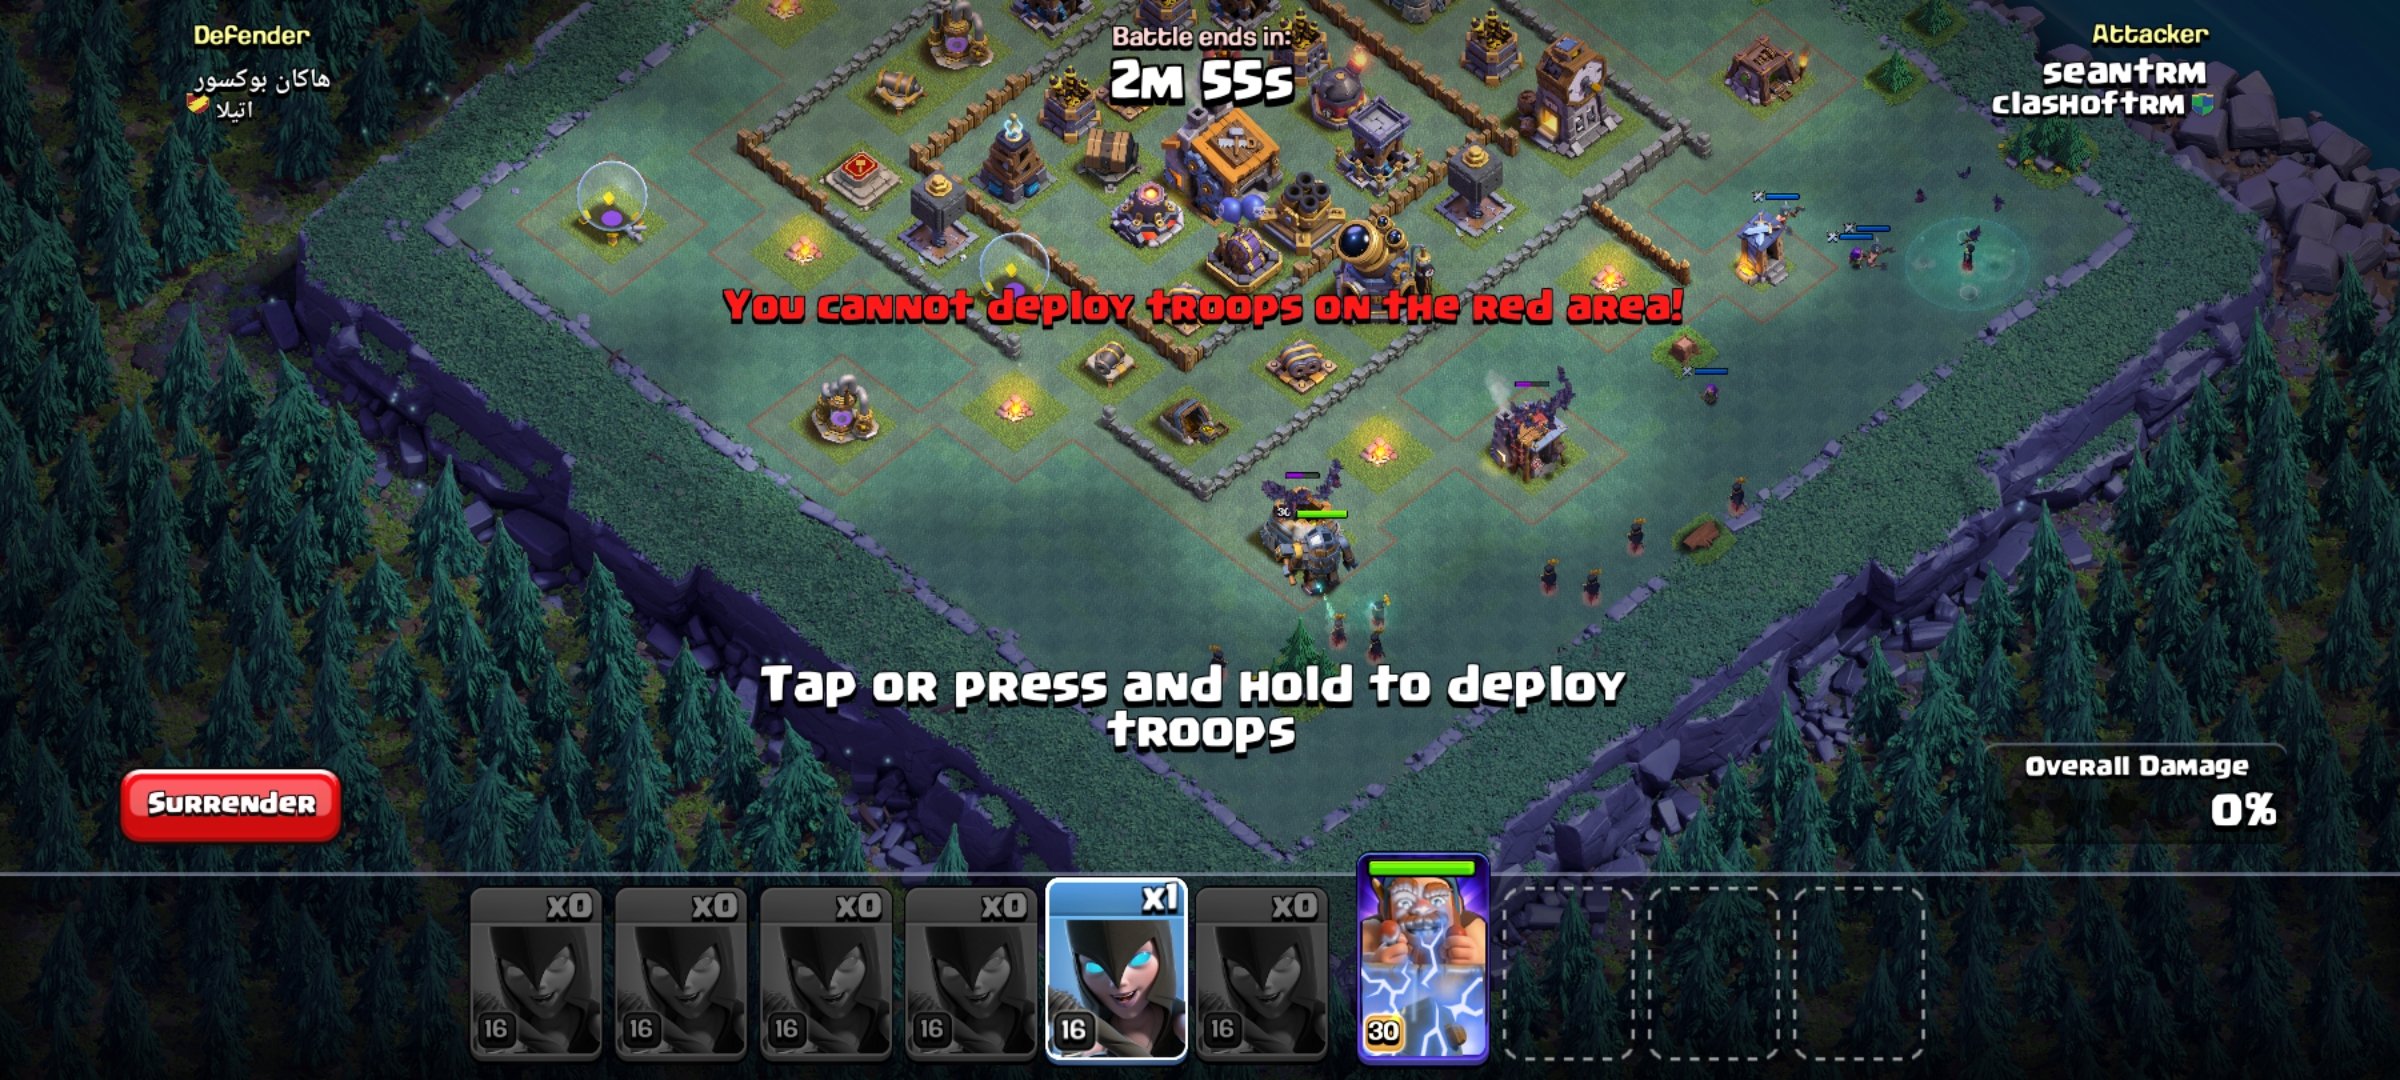 Defender
هاكان بوكسور
اتيلا
Battle ends in:
2m 55s
Attacker
seantrm
clashoftrm
You cannot deploy troops on the red area!
30
Tap or press and hold to deploy
troops
Surrender
Overall Damage
0%
x0 x0 x0 x0 x1 x0
16 16 16 16 16 16 30